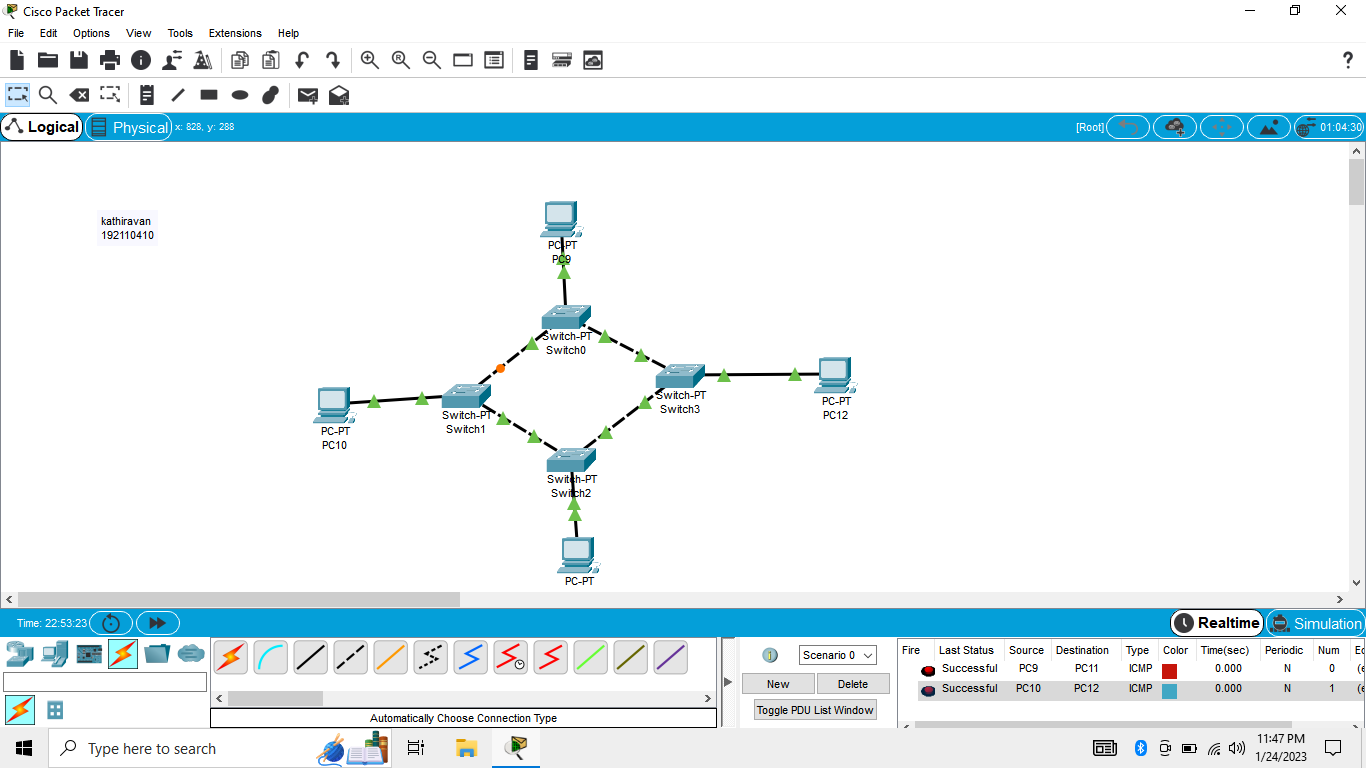 Cisco Packet Tracer
File Edit Options View Tools Extensions Help
?
Logical Physical x: 828, y: 288 [Root] 01:04:30
kathiravan
192110410
PC-PT
PC9
Switch-PT
Switch0
Switch-PT
Switch3
PC-PT
PC12
Switch-PT
Switch1
PC-PT
PC10
Switch-PT
Switch2
PC-PT
Time: 22:53:23 Realtime Simulation
Scenario 0
New Delete
Toggle PDU List Window
Automatically Choose Connection Type
Fire Last Status Source Destination Type Color Time(sec) Periodic Num Ec
Successful PC9 PC11 ICMP 0.000 N 0 (e
Successful PC10 PC12 ICMP 0.000 N 1 (e
Type here to search
11:47 PM
1/24/2023